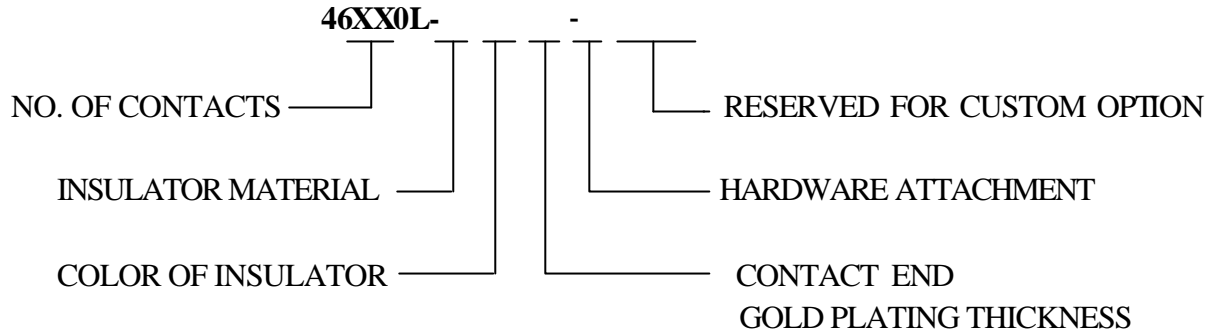 46XX0L- -
NO. OF CONTACTS
RESERVED FOR CUSTOM OPTION
INSULATOR MATERIAL
HARDWARE ATTACHMENT
COLOR OF INSULATOR
CONTACT END
GOLD PLATING THICKNESS